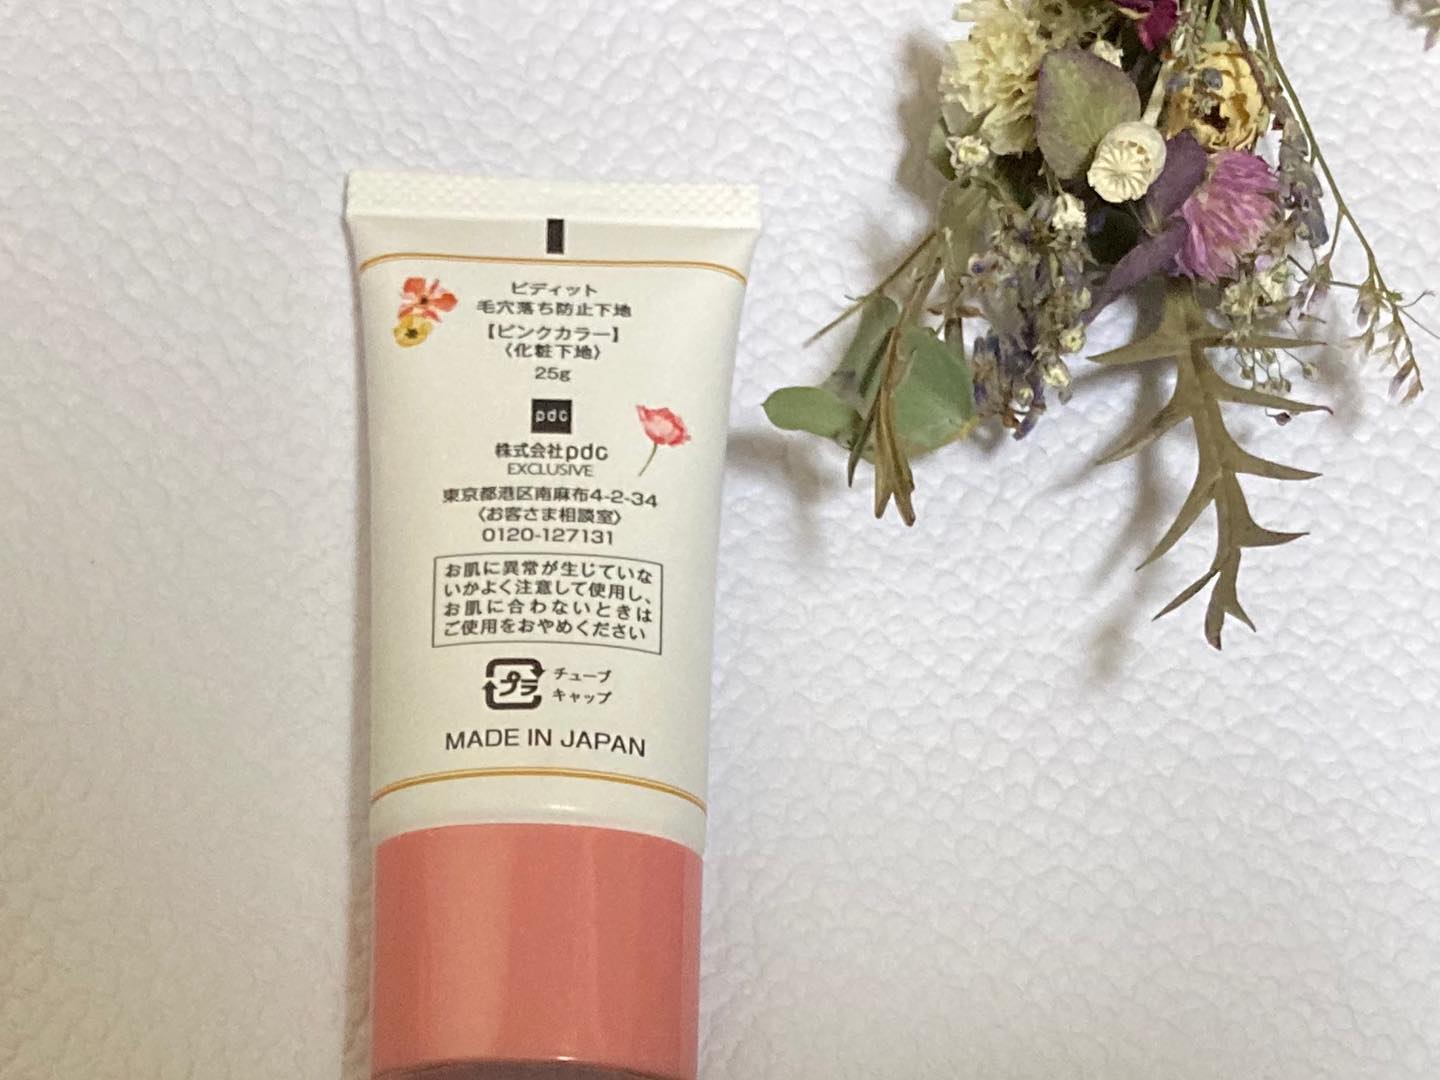 ピディット
毛穴落ち防止下地
【ピンクカラー】
〈化粧下地〉
25g
pdc
株式会社pdc
EXCLUSIVE
東京都港区南麻布4-2-34
〈お客さま相談室〉
0120-127131
お肌に異常が生じていな
いかよく注意して使用し、
お肌に合わないときは
ご使用をおやめください
プラ チューブ
キャップ
MADE IN JAPAN